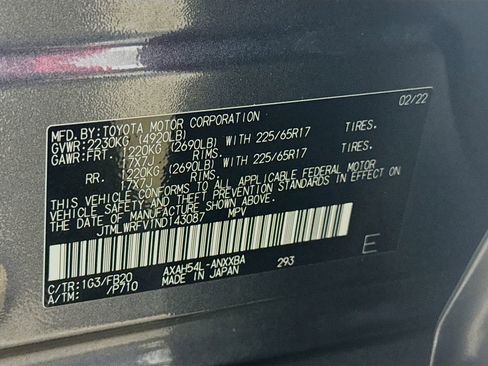 MFD.BY:TOYOTA MOTOR CORPORATION 02/22
GVWR:2230KG (4920LB)
GAWR:FRT. 1220KG (2690LB) WITH 225/65R17 TIRES.
17X7J RIMS.
RR. 1220KG (2690LB) WITH 225/65R17 TIRES.
17X7J RIMS.
THIS VEHICLE CONFORMS TO ALL APPLICABLE FEDERAL MOTOR
VEHICLE SAFETY AND BUMPER STANDARDS IN EFFECT ON
THE DATE OF MANUFACTURE SHOWN ABOVE.
JTMLWRFV1ND143087 MPV
E
C/TR:1G3/FB20 AXAH54L-ANXXBA 293
A/TM: /P710 MADE IN JAPAN